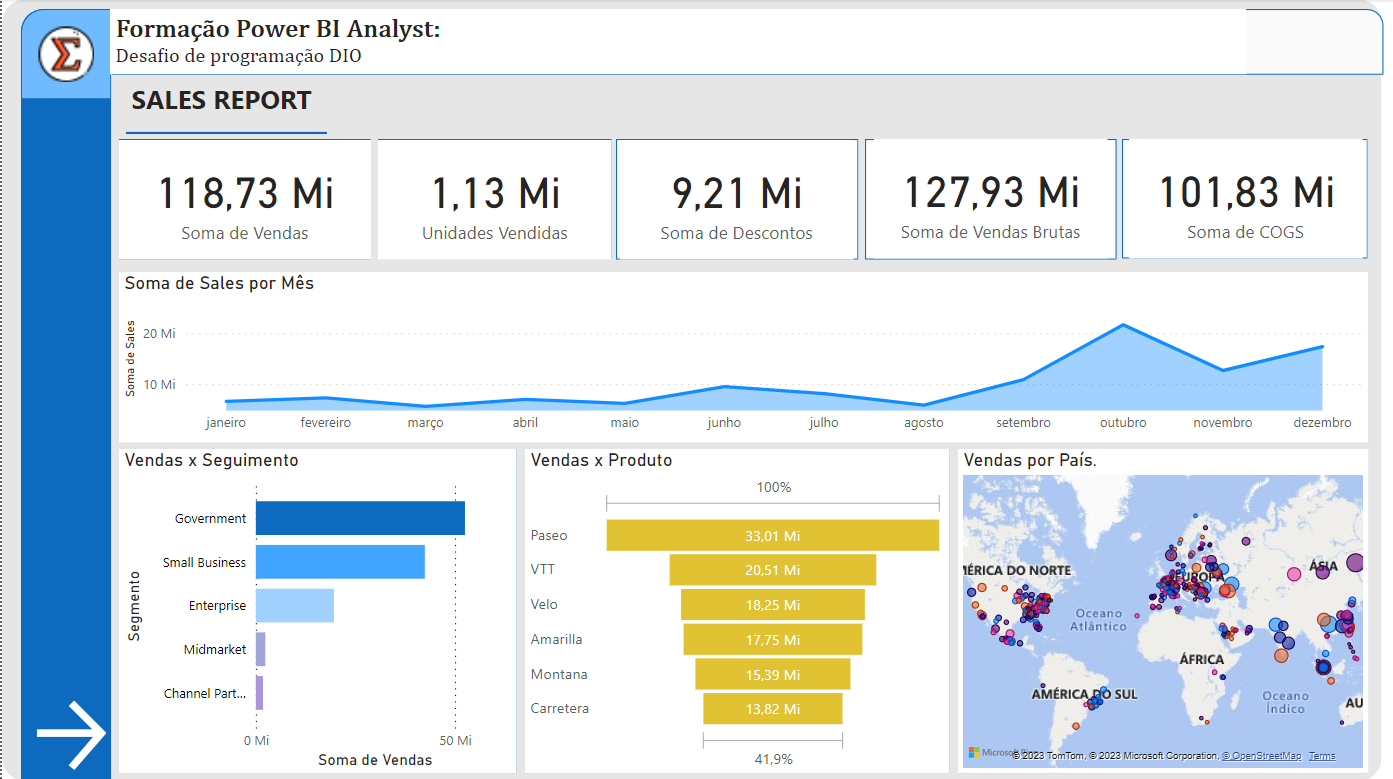 Formação Power BI Analyst:
Desafio de programação DIO
SALES REPORT
118,73 Mi
Soma de Vendas
1,13 Mi
Unidades Vendidas
9,21 Mi
Soma de Descontos
127,93 Mi
Soma de Vendas Brutas
101,83 Mi
Soma de COGS
Soma de Sales por Mês
Soma de Sales
20 Mi
10 Mi
janeiro fevereiro março abril maio junho julho agosto setembro outubro novembro dezembro
Vendas x Seguimento
Segmento
Government
Small Business
Enterprise
Midmarket
Channel Part...
0 Mi 50 Mi
Soma de Vendas
Vendas x Produto
100%
Paseo 33,01 Mi
VTT 20,51 Mi
Velo 18,25 Mi
Amarilla 17,75 Mi
Montana 15,39 Mi
Carretera 13,82 Mi
41,9%
Vendas por País.
MÉRICA DO NORTE
EUROPA
ÁSIA
Oceano
Atlântico
ÁFRICA
AMÉRICA DO SUL
Oceano
Índico
AU
Microsoft
© 2023 TomTom, © 2023 Microsoft Corporation, © OpenStreetMap Terms